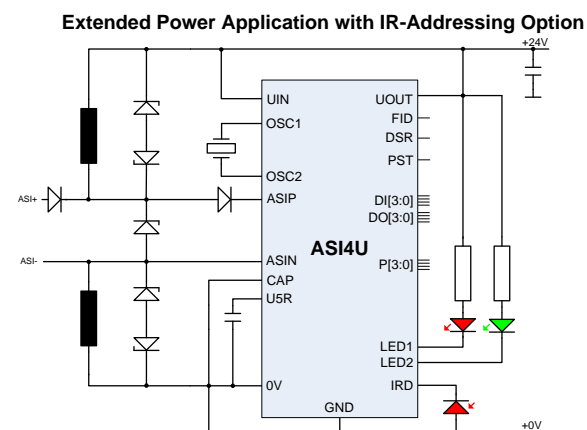 Extended Power Application with IR-Addressing Option
+24V
UIN UOUT
OSC1 FID
DSR
PST
OSC2
ASI+ ASIP DI[3:0]
DO[3:0]
ASI4U
ASI- ASIN P[3:0]
CAP
U5R
LED1
LED2
0V IRD
GND
+0V